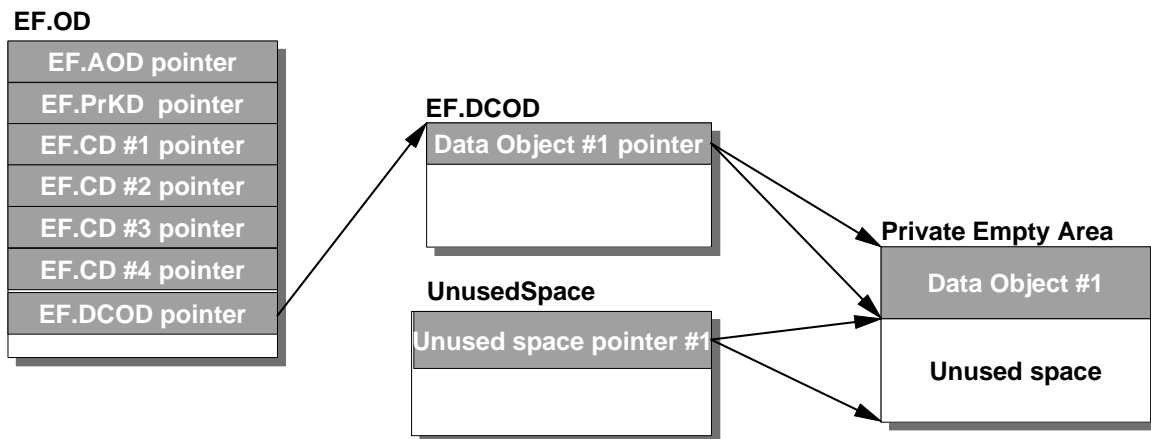 EF.OD
EF.AOD pointer
EF.PrKD pointer
EF.CD #1 pointer
EF.CD #2 pointer
EF.CD #3 pointer
EF.CD #4 pointer
EF.DCOD pointer
EF.DCOD
Data Object #1 pointer
UnusedSpace
Unused space pointer #1
Private Empty Area
Data Object #1
Unused space